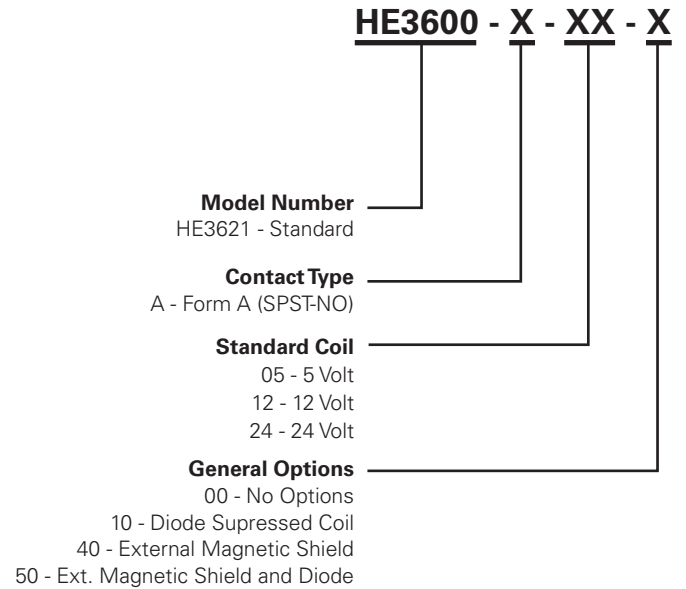 HE3600 - X - XX - X
Model Number
HE3621 - Standard
Contact Type
A - Form A (SPST-NO)
Standard Coil
05 - 5 Volt
12 - 12 Volt
24 - 24 Volt
General Options
00 - No Options
10 - Diode Supressed Coil
40 - External Magnetic Shield
50 - Ext. Magnetic Shield and Diode